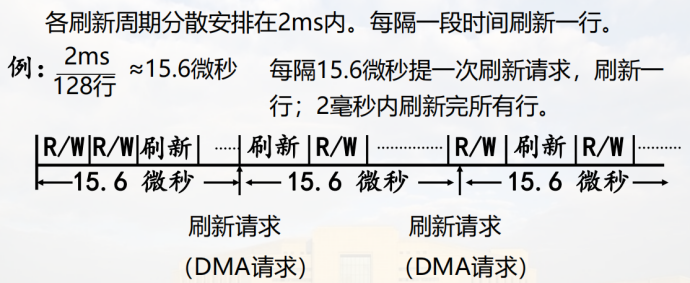 各刷新周期分散安排在2ms内。每隔一段时间刷新一行。
例：2ms/128行 ≈15.6微秒 每隔15.6微秒提一次刷新请求，刷新一
行；2毫秒内刷新完所有行。
R/W R/W 刷新 …… 刷新 R/W …………… R/W 刷新 R/W ………
15.6 微秒 15.6 微秒 15.6 微秒
刷新请求 刷新请求
（DMA请求） （DMA请求）